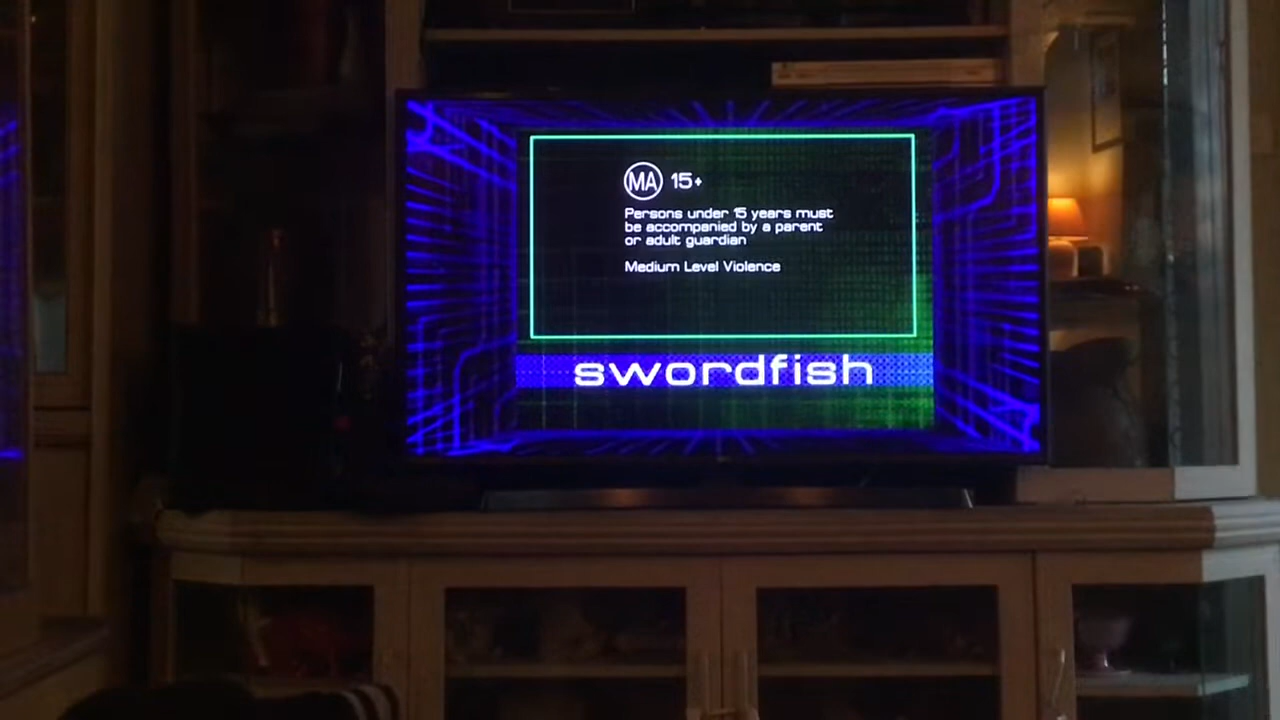 MA 15+
Persons under 15 years must
be accompanied by a parent
or adult guardian
Medium Level Violence
swordfish